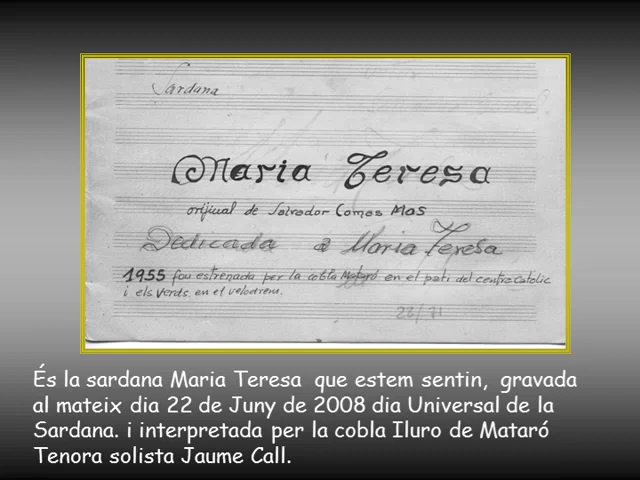 Sardana
Maria Teresa
original de Salvador Comas Mas
Dedicada a Maria Teresa
1955 fou estrenada per la cobla Mataró en el pati del centre Catolic
i els Verds. en el velodrem.
28/71
És la sardana Maria Teresa que estem sentin, gravada
al mateix dia 22 de Juny de 2008 dia Universal de la
Sardana. i interpretada per la cobla Iluro de Mataró
Tenora solista Jaume Call.